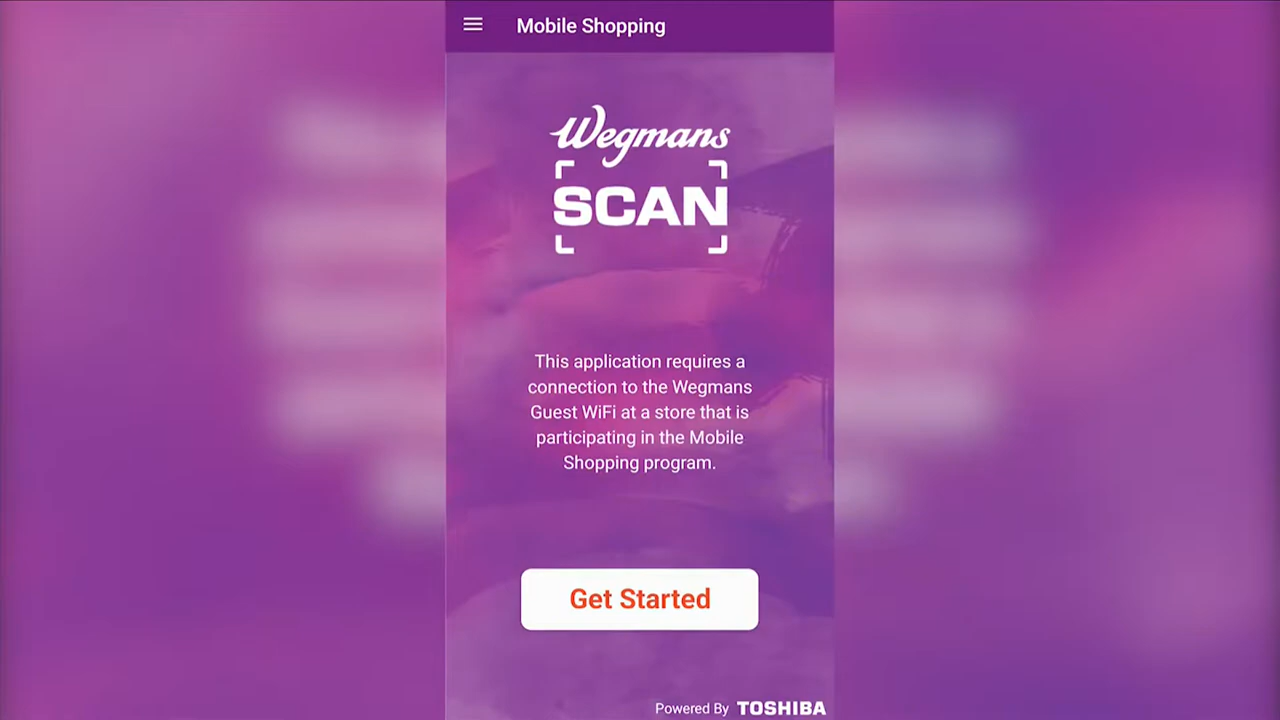 Mobile Shopping
Wegmans
SCAN
This application requires a
connection to the Wegmans
Guest WiFi at a store that is
participating in the Mobile
Shopping program.
Get Started
Powered By TOSHIBA